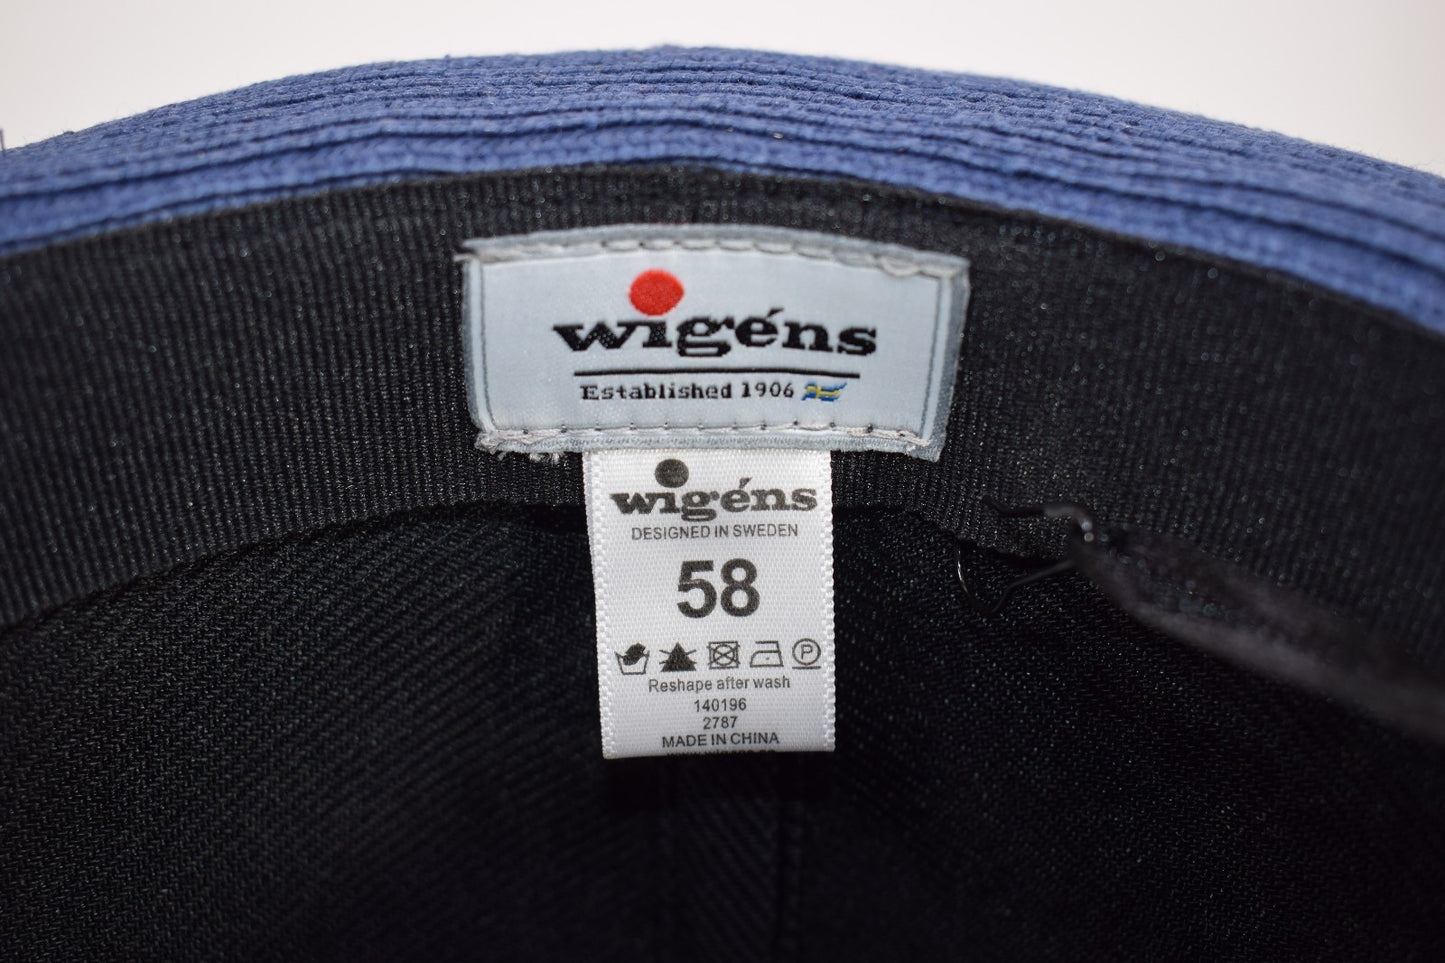 wigéns
Established 1906
wigéns
DESIGNED IN SWEDEN
58
P
Reshape after wash
140196
2787
MADE IN CHINA